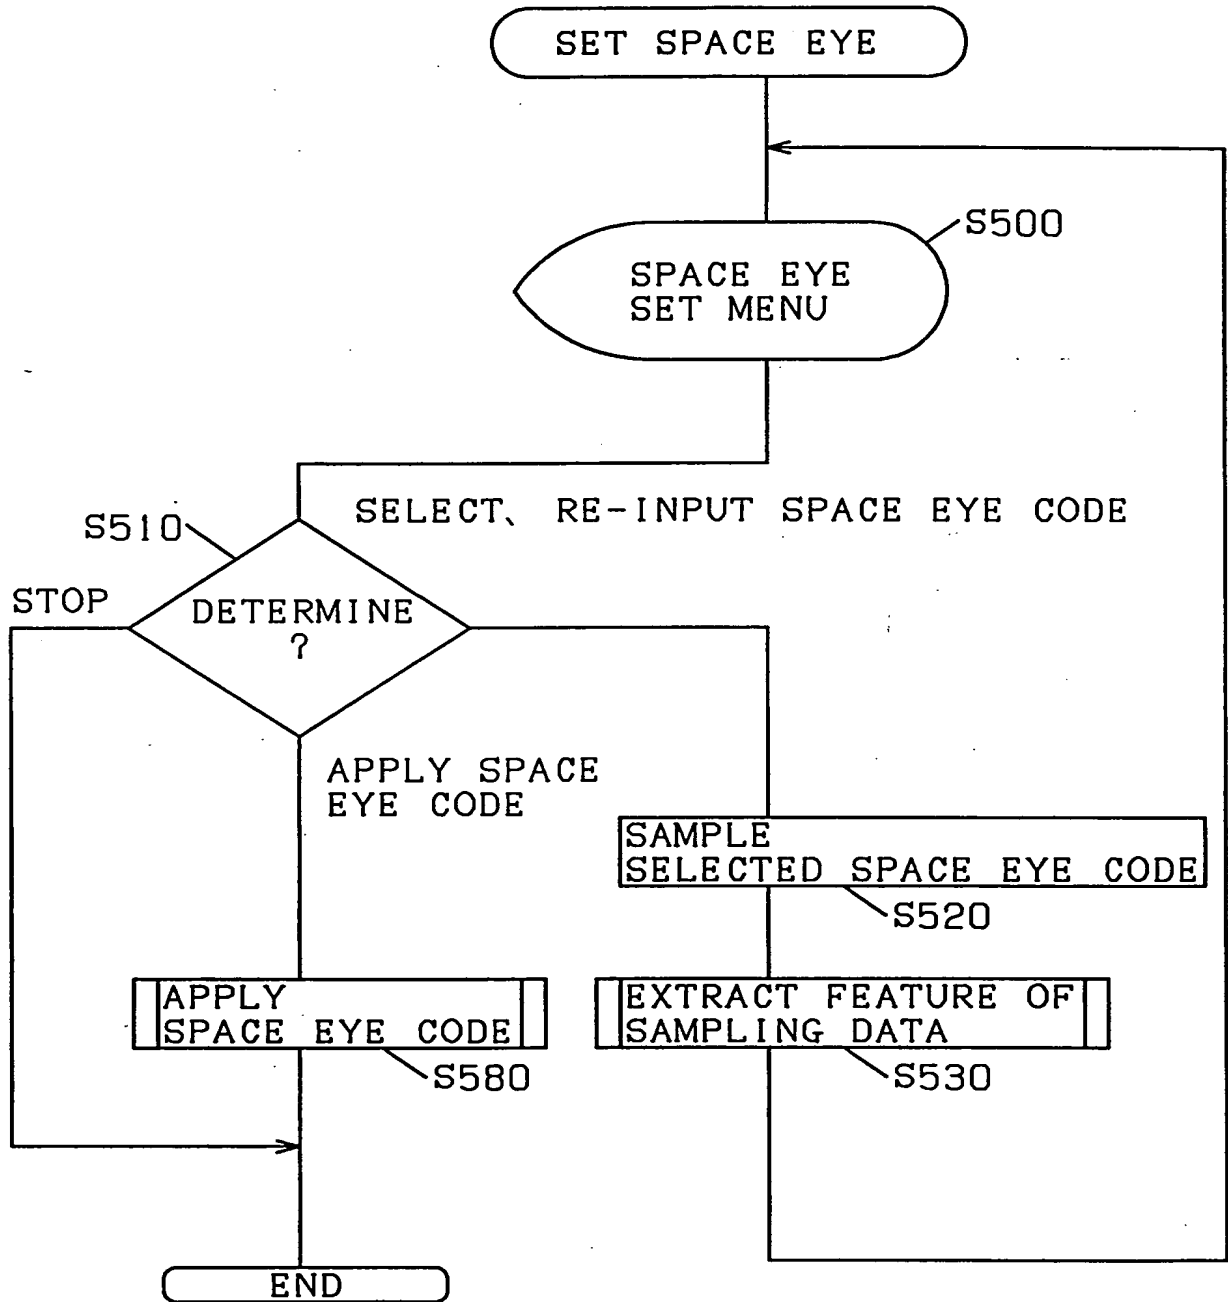 SET SPACE EYE
S500
SPACE EYE
SET MENU
SELECT、 RE-INPUT SPACE EYE CODE
S510
STOP
DETERMINE
?
APPLY SPACE
EYE CODE
SAMPLE
SELECTED SPACE EYE CODE
S520
APPLY
SPACE EYE CODE
S580
EXTRACT FEATURE OF
SAMPLING DATA
S530
END